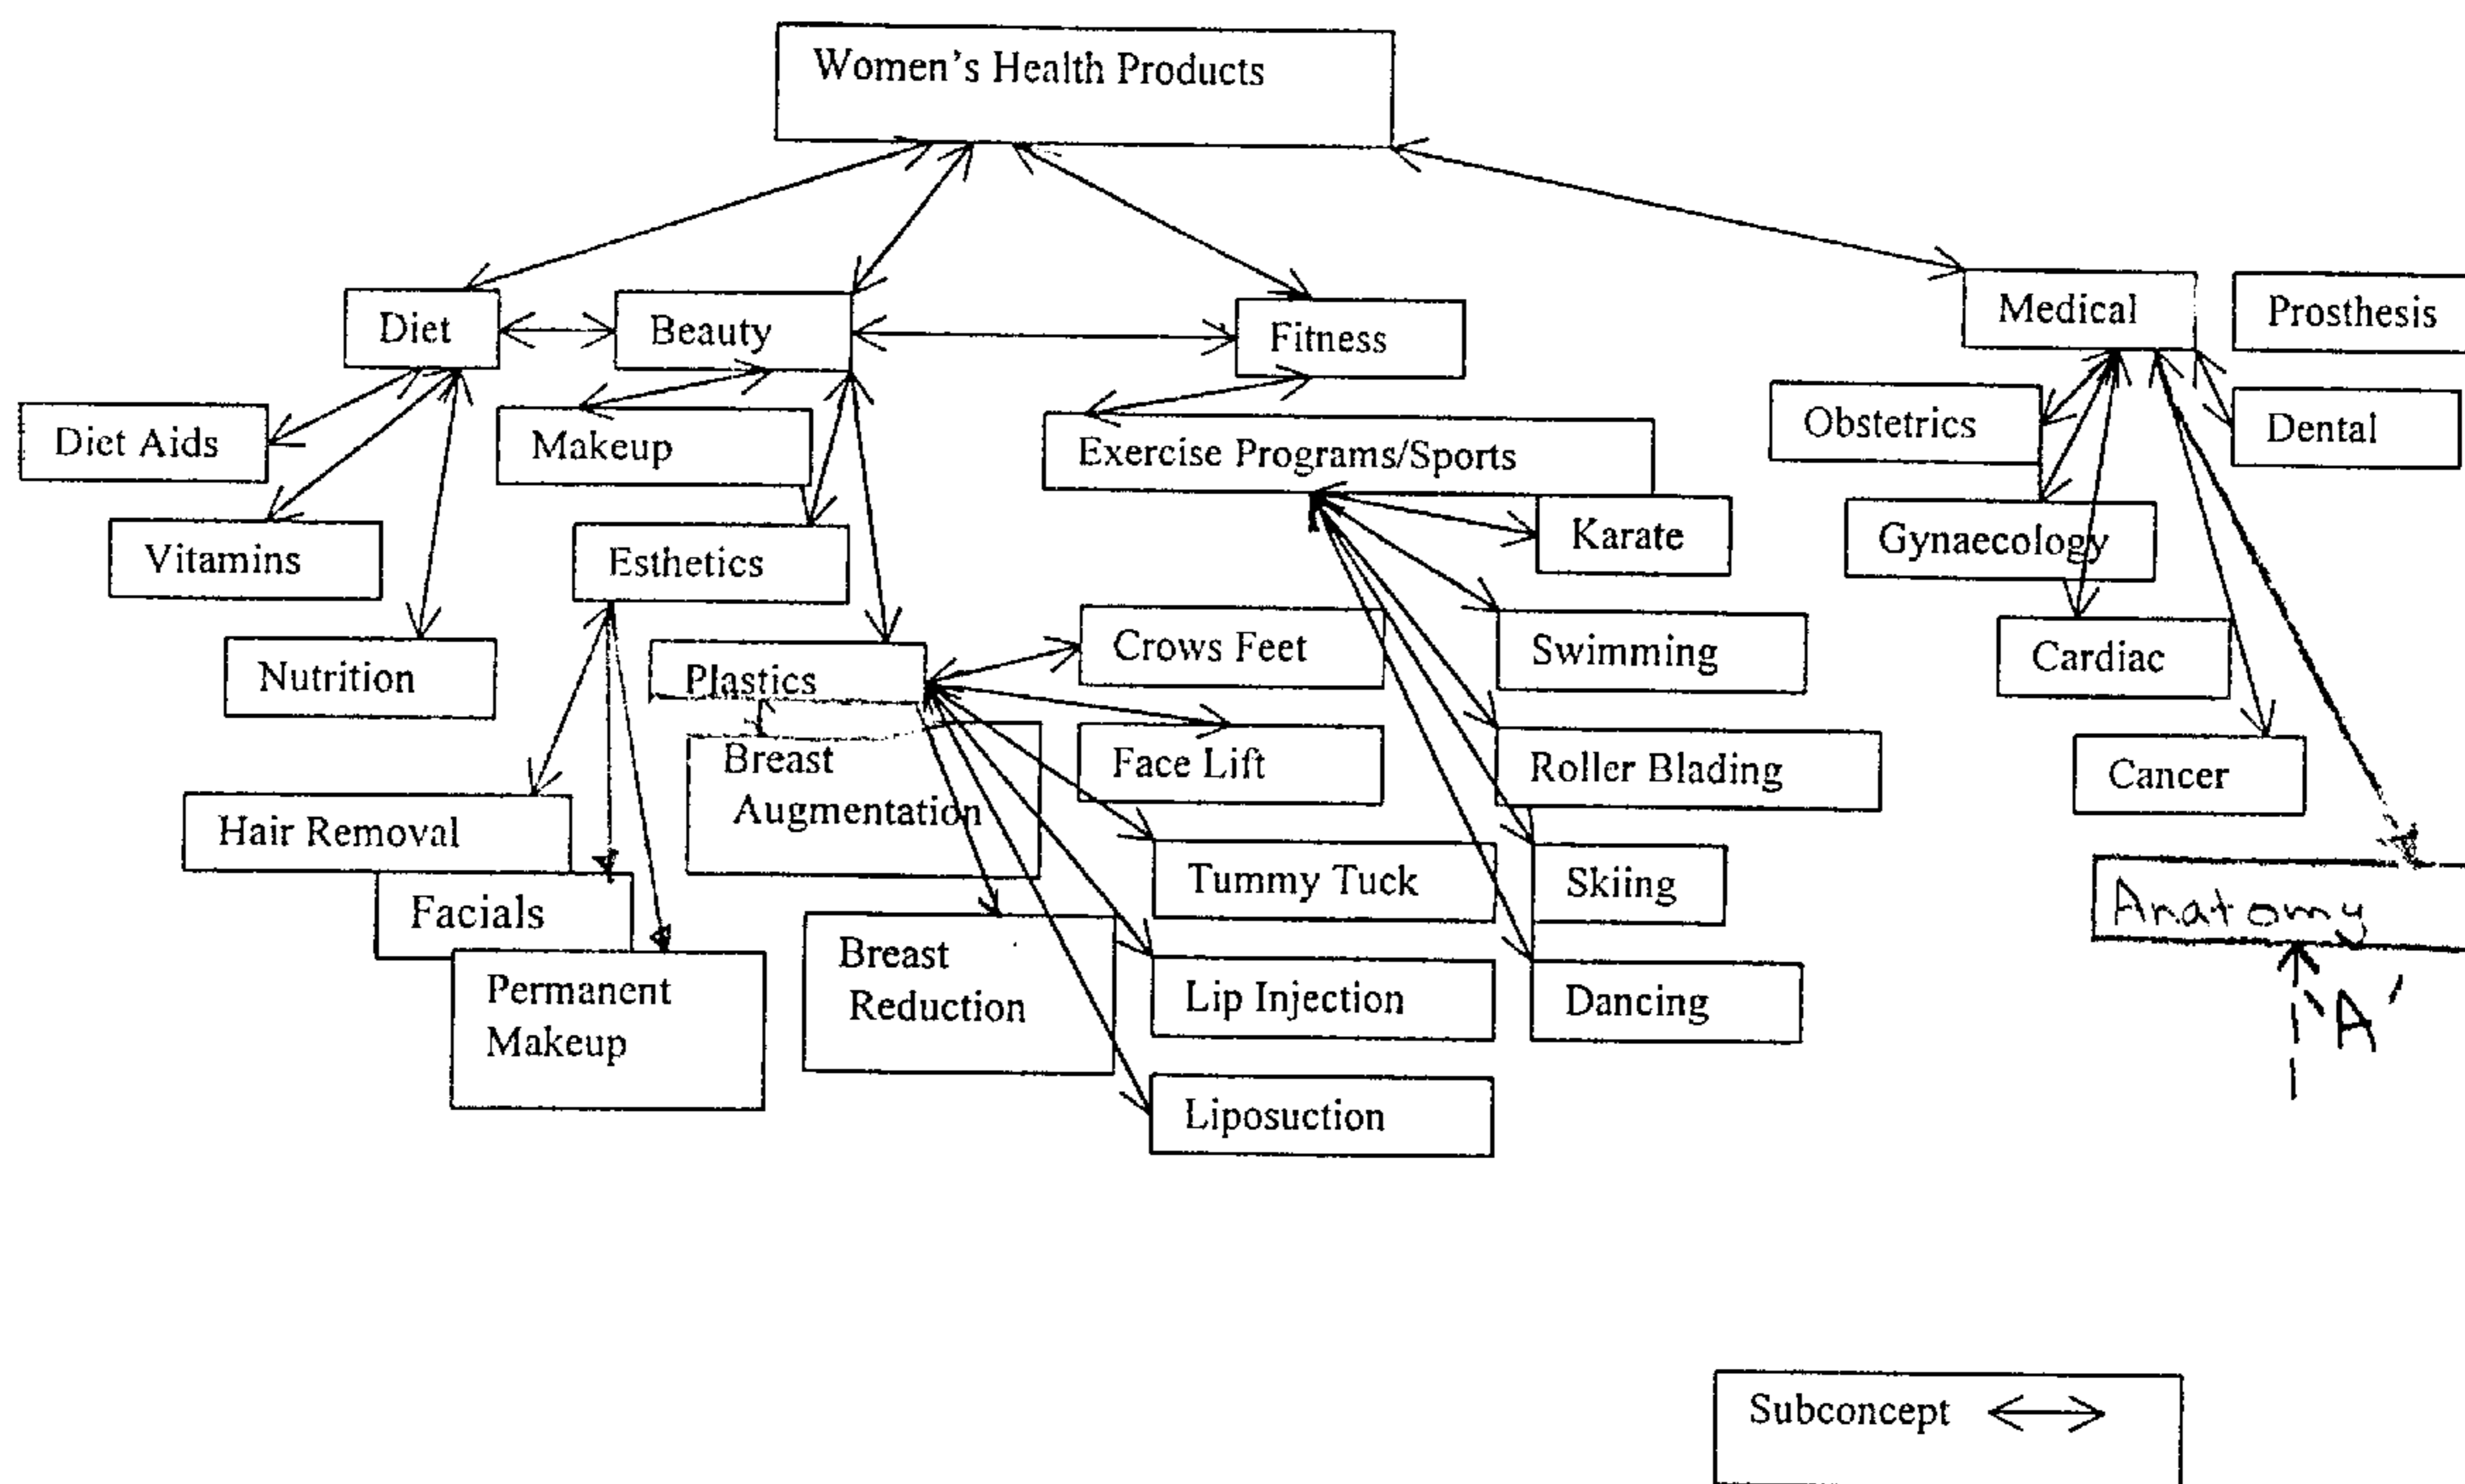 Women's Health Products
Diet
Beauty
Fitness
Medical
Prosthesis
Diet Aids
Makeup
Exercise Programs/Sports
Obstetrics
Dental
Vitamins
Esthetics
Karate
Gynaecology
Nutrition
Plastics
Crows Feet
Swimming
Cardiac
Breast
Augmentation
Face Lift
Roller Blading
Cancer
Hair Removal
Tummy Tuck
Skiing
Anatomy
Facials
Breast
Reduction
Lip Injection
Dancing
'A'
Permanent
Makeup
Liposuction
Subconcept